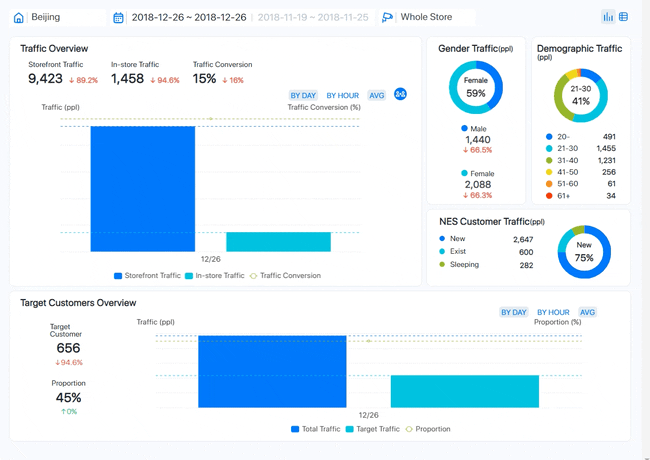 Beijing 2018-12-26 ~ 2018-12-26 | 2018-11-19 ~ 2018-11-25 Whole Store
Traffic Overview
Storefront Traffic In-store Traffic Traffic Conversion
9,423 ↓ 89.2% 1,458 ↓ 94.6% 15% ↓ 16%
BY DAY BY HOUR AVG
Traffic (ppl) Traffic Conversion (%)
12/26
Storefront Traffic In-store Traffic Traffic Conversion
Gender Traffic(ppl)
Female
59%
Male
1,440
↓ 66.5%
Female
2,088
↓ 66.3%
Demographic Traffic
(ppl)
21-30
41%
20- 491
21-30 1,455
31-40 1,231
41-50 256
51-60 61
61+ 34
NES Customer Traffic(ppl)
New 2,647
Exist 600
Sleeping 282
New
75%
Target Customers Overview
BY DAY BY HOUR AVG
Target
Customer
656
↓94.6%
Proportion
45%
↑0%
Traffic (ppl) Proportion (%)
12/26
Total Traffic Target Traffic Proportion